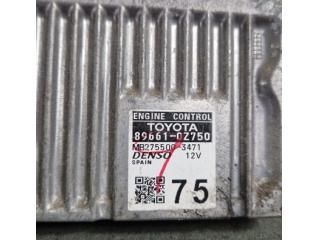 ENGINE CONTROL
TOYOTA
89661-0Z750
MB275500-3471
DENSO 12V
SPAIN
75